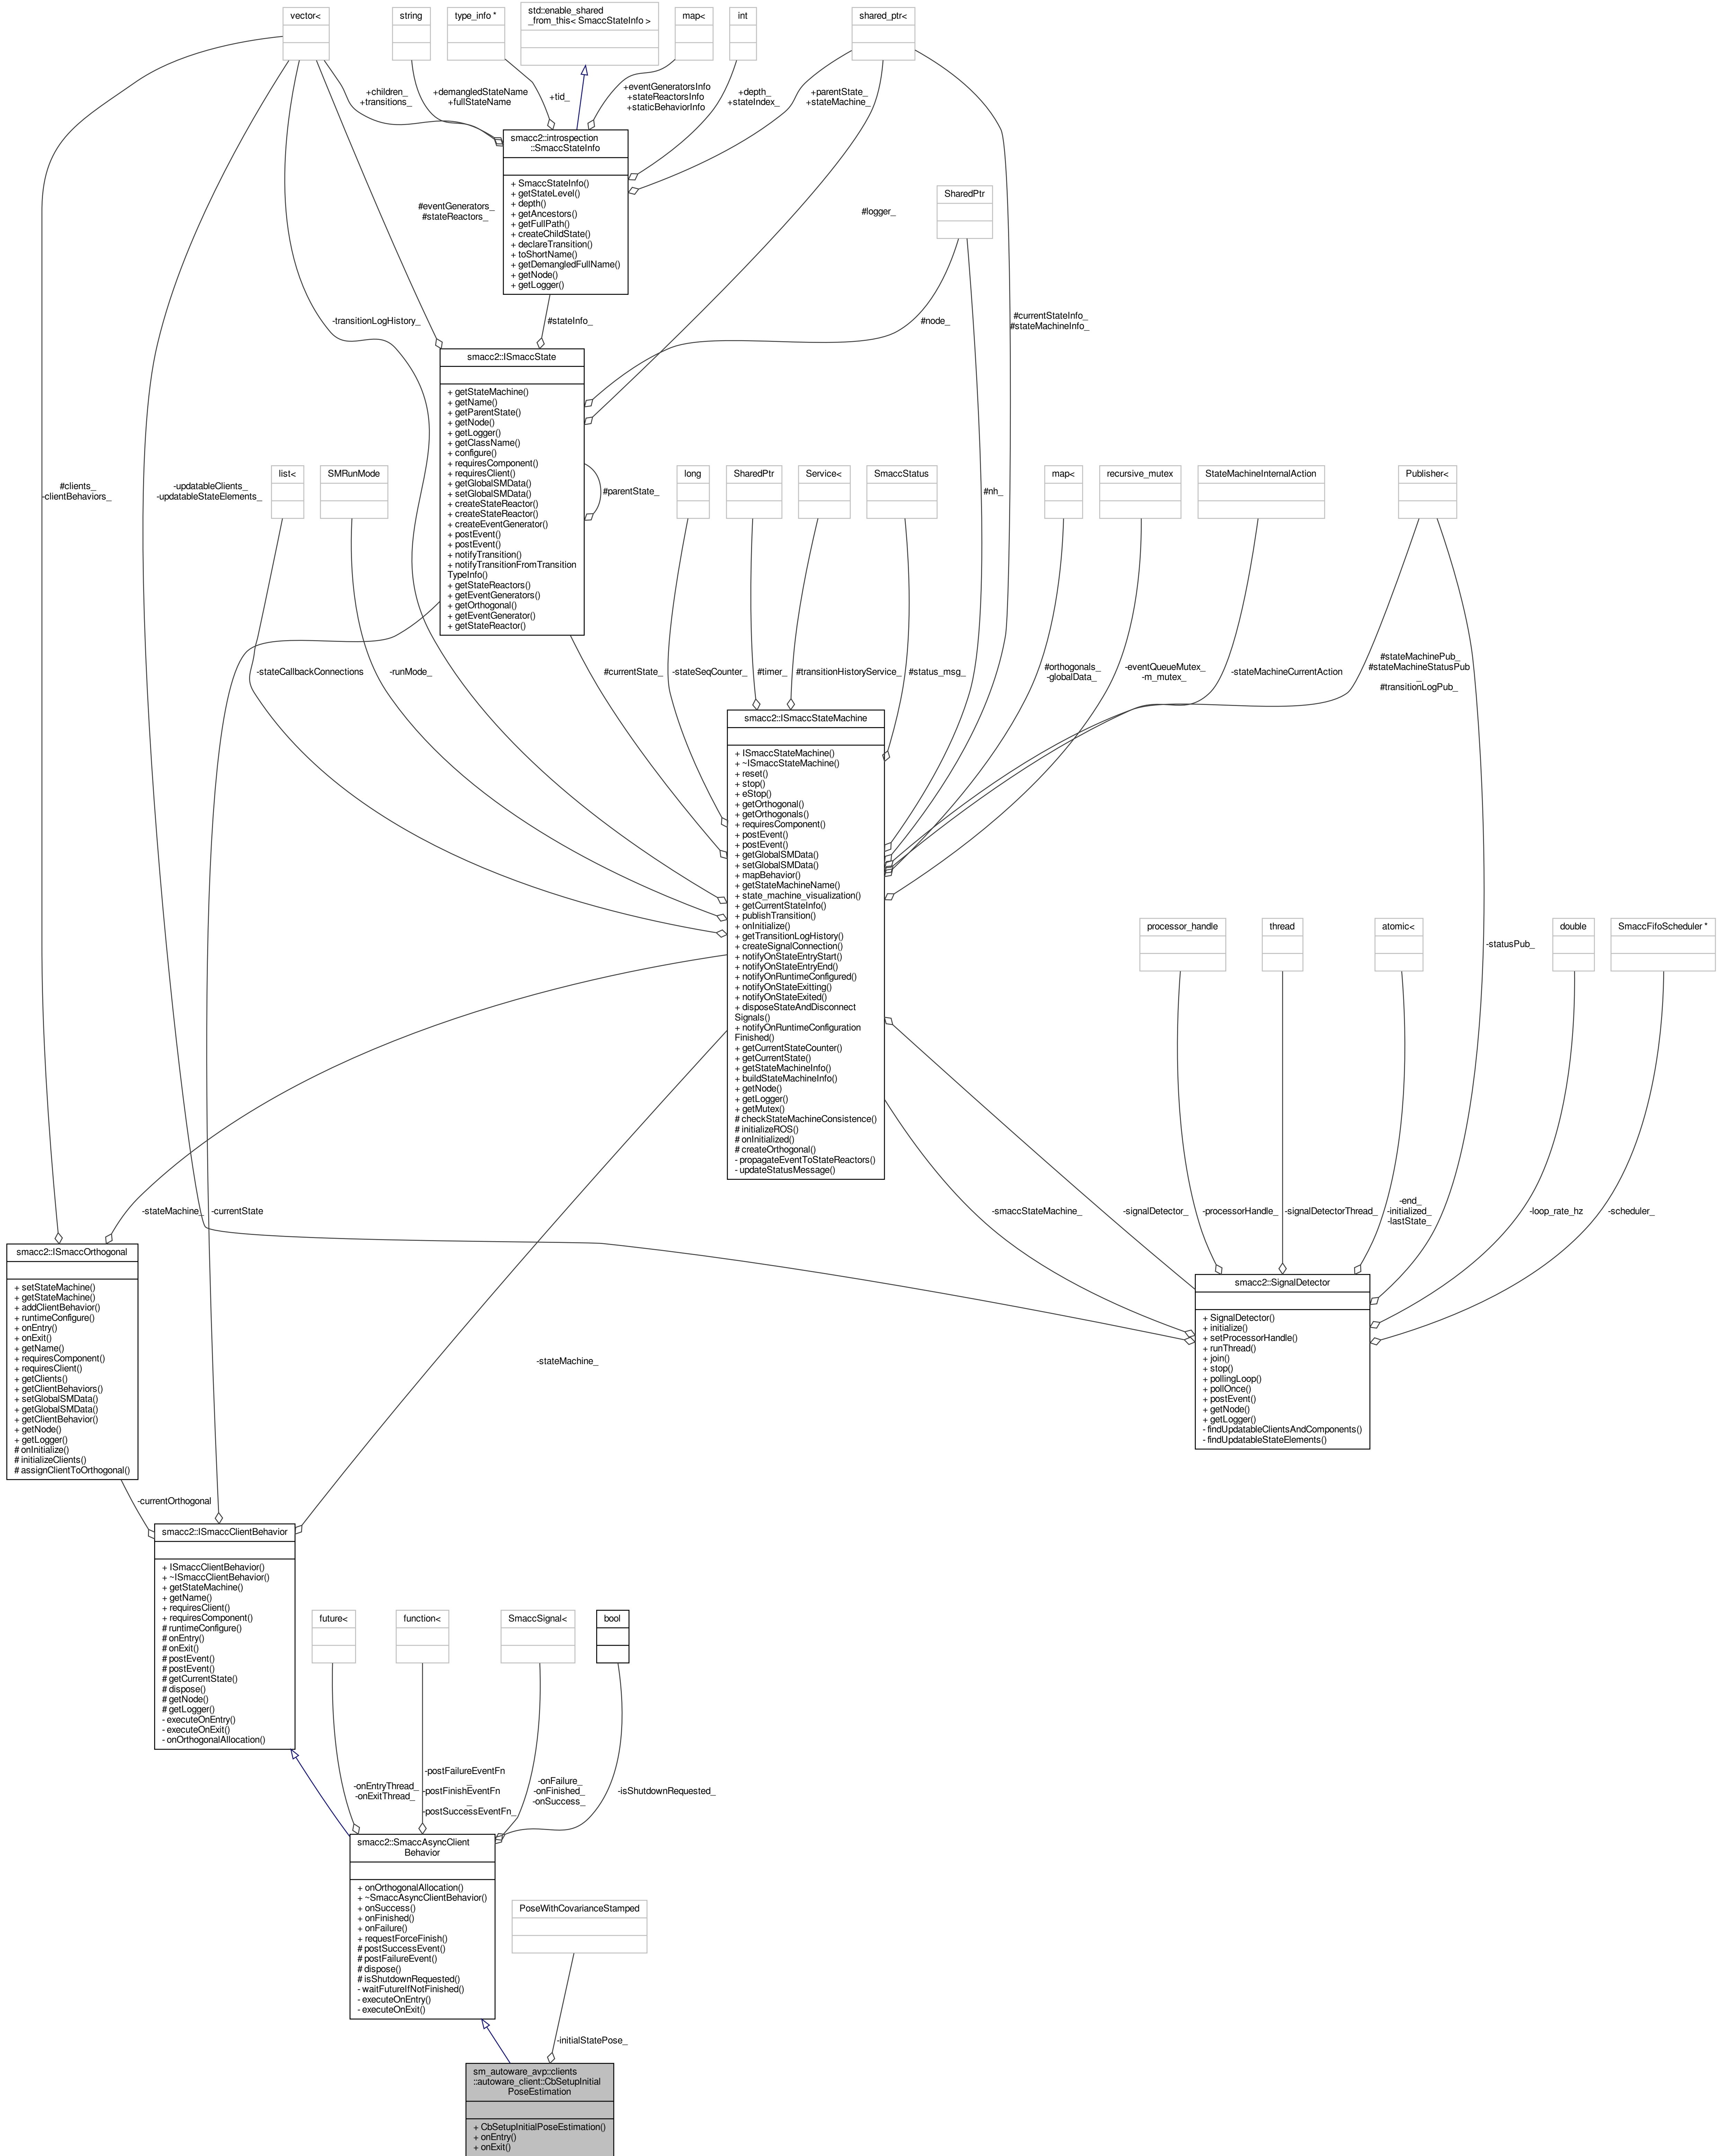 vector<
string
type_info *
std::enable_shared
_from_this< SmaccStateInfo >
map<
int
shared_ptr<
+children_
+transitions_
+demangledStateName
+fullStateName
+tid_
+eventGeneratorsInfo
+stateReactorsInfo
+staticBehaviorInfo
+depth_
+stateIndex_
+parentState_
+stateMachine_
smacc2::introspection
::SmaccStateInfo
+ SmaccStateInfo()
+ getStateLevel()
+ depth()
+ getAncestors()
+ getFullPath()
+ createChildState()
+ declareTransition()
+ toShortName()
+ getDemangledFullName()
+ getNode()
+ getLogger()
#eventGenerators_
#stateReactors_
#logger_
SharedPtr
-transitionLogHistory_
#stateInfo_
#node_
#currentStateInfo_
#stateMachineInfo_
smacc2::ISmaccState
+ getStateMachine()
+ getName()
+ getParentState()
+ getNode()
+ getLogger()
+ getClassName()
+ configure()
+ requiresComponent()
+ requiresClient()
+ getGlobalSMData()
+ setGlobalSMData()
+ createStateReactor()
+ createStateReactor()
+ createEventGenerator()
+ postEvent()
+ postEvent()
+ notifyTransition()
+ notifyTransitionFromTransition
TypeInfo()
+ getStateReactors()
+ getEventGenerators()
+ getOrthogonal()
+ getEventGenerator()
+ getStateReactor()
#clients_
-clientBehaviors_
-updatableClients_
-updatableStateElements_
list<
SMRunMode
#parentState_
long
SharedPtr
Service<
SmaccStatus
#nh_
map<
recursive_mutex
StateMachineInternalAction
Publisher<
-stateCallbackConnections
-runMode_
#currentState_
-stateSeqCounter_
#timer_
#transitionHistoryService_
#status_msg_
#orthogonals_
-globalData_
-eventQueueMutex_
-m_mutex_
-stateMachineCurrentAction
#stateMachinePub_
#stateMachineStatusPub
_
#transitionLogPub_
smacc2::ISmaccStateMachine
+ ISmaccStateMachine()
+ ~ISmaccStateMachine()
+ reset()
+ stop()
+ eStop()
+ getOrthogonal()
+ getOrthogonals()
+ requiresComponent()
+ postEvent()
+ postEvent()
+ getGlobalSMData()
+ setGlobalSMData()
+ mapBehavior()
+ getStateMachineName()
+ state_machine_visualization()
+ getCurrentStateInfo()
+ publishTransition()
+ onInitialize()
+ getTransitionLogHistory()
+ createSignalConnection()
+ notifyOnStateEntryStart()
+ notifyOnStateEntryEnd()
+ notifyOnRuntimeConfigured()
+ notifyOnStateExitting()
+ notifyOnStateExited()
+ disposeStateAndDisconnect
Signals()
+ notifyOnRuntimeConfiguration
Finished()
+ getCurrentStateCounter()
+ getCurrentState()
+ getStateMachineInfo()
+ buildStateMachineInfo()
+ getNode()
+ getLogger()
+ getMutex()
# checkStateMachineConsistence()
# initializeROS()
# onInitialized()
# createOrthogonal()
- propagateEventToStateReactors()
- updateStatusMessage()
processor_handle
thread
atomic<
-statusPub_
double
SmaccFifoScheduler *
-stateMachine_
-currentState
-smaccStateMachine_
-signalDetector_
-processorHandle_
-signalDetectorThread_
-end_
-initialized_
-lastState_
-loop_rate_hz
-scheduler_
smacc2::ISmaccOrthogonal
+ setStateMachine()
+ getStateMachine()
+ addClientBehavior()
+ runtimeConfigure()
+ onEntry()
+ onExit()
+ getName()
+ requiresComponent()
+ requiresClient()
+ getClients()
+ getClientBehaviors()
+ setGlobalSMData()
+ getGlobalSMData()
+ getClientBehavior()
+ getNode()
+ getLogger()
# onInitialize()
# initializeClients()
# assignClientToOrthogonal()
smacc2::SignalDetector
+ SignalDetector()
+ initialize()
+ setProcessorHandle()
+ runThread()
+ join()
+ stop()
+ pollingLoop()
+ pollOnce()
+ postEvent()
+ getNode()
+ getLogger()
- findUpdatableClientsAndComponents()
- findUpdatableStateElements()
-stateMachine_
-currentOrthogonal
smacc2::ISmaccClientBehavior
+ ISmaccClientBehavior()
+ ~ISmaccClientBehavior()
+ getStateMachine()
+ getName()
+ requiresClient()
+ requiresComponent()
# runtimeConfigure()
# onEntry()
# onExit()
# postEvent()
# postEvent()
# getCurrentState()
# dispose()
# getNode()
# getLogger()
- executeOnEntry()
- executeOnExit()
- onOrthogonalAllocation()
future<
function<
SmaccSignal<
bool
-onEntryThread_
-onExitThread_
-postFailureEventFn
_
-postFinishEventFn
_
-postSuccessEventFn_
-onFailure_
-onFinished_
-onSuccess_
-isShutdownRequested_
smacc2::SmaccAsyncClient
Behavior
+ onOrthogonalAllocation()
+ ~SmaccAsyncClientBehavior()
+ onSuccess()
+ onFinished()
+ onFailure()
+ requestForceFinish()
# postSuccessEvent()
# postFailureEvent()
# dispose()
# isShutdownRequested()
- waitFutureIfNotFinished()
- executeOnEntry()
- executeOnExit()
PoseWithCovarianceStamped
-initialStatePose_
sm_autoware_avp::clients
::autoware_client::CbSetupInitial
PoseEstimation
+ CbSetupInitialPoseEstimation()
+ onEntry()
+ onExit()